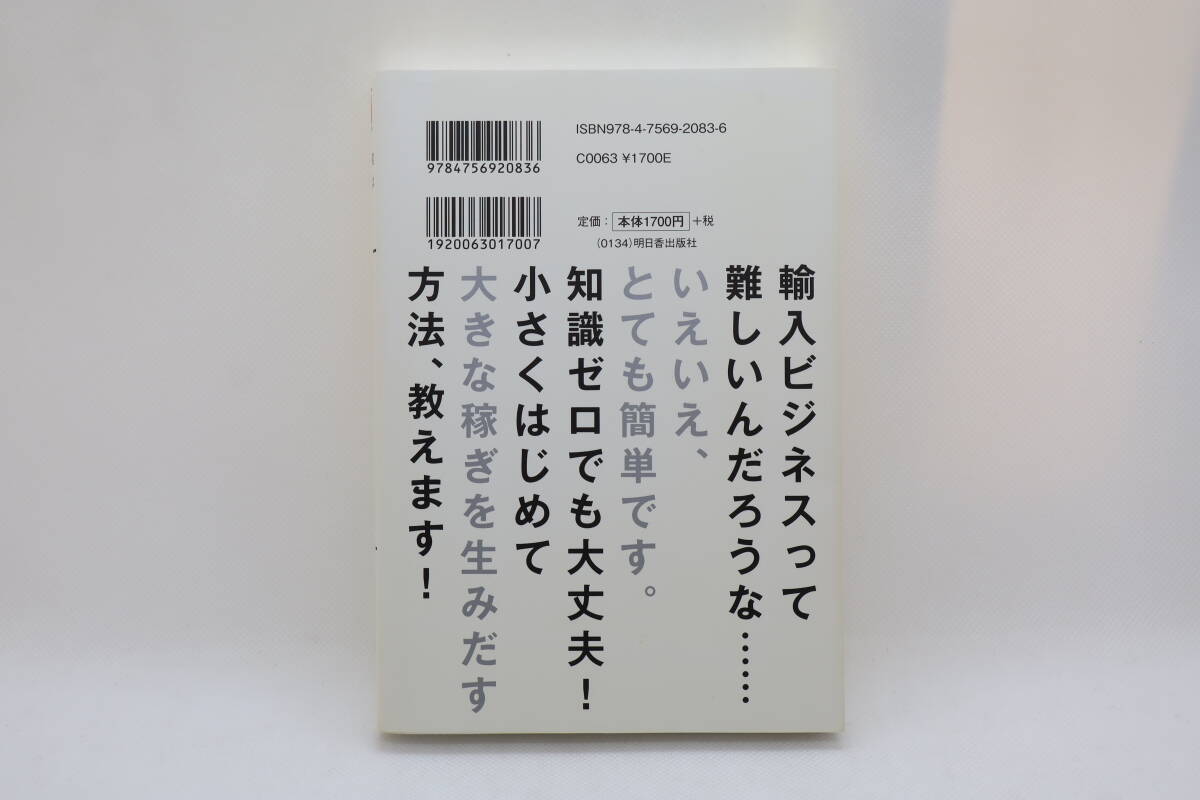 ISBN978-4-7569-2083-6
C0063 ¥1700E
9784756920836
定価： 本体1700円 +税
(0134)明日香出版社
1920063017007
輸入ビジネスって
難しいんだろうな……
いえいえ、
とても簡単です。
知識ゼロでも大丈夫！
小さくはじめて
大きな稼ぎを生みだす
方法、教えます！